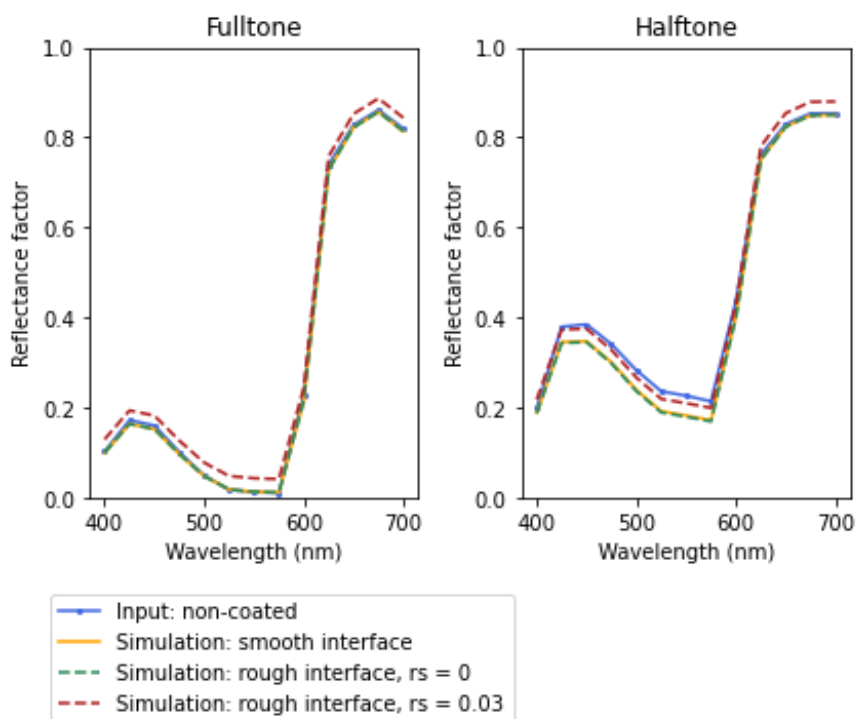 Fulltone
Halftone
1.0
0.8
0.6
0.4
0.2
0.0
Reflectance factor
400
500
600
700
Wavelength (nm)
1.0
0.8
0.6
0.4
0.2
0.0
Reflectance factor
400
500
600
700
Wavelength (nm)
Input: non-coated
Simulation: smooth interface
Simulation: rough interface, rs = 0
Simulation: rough interface, rs = 0.03